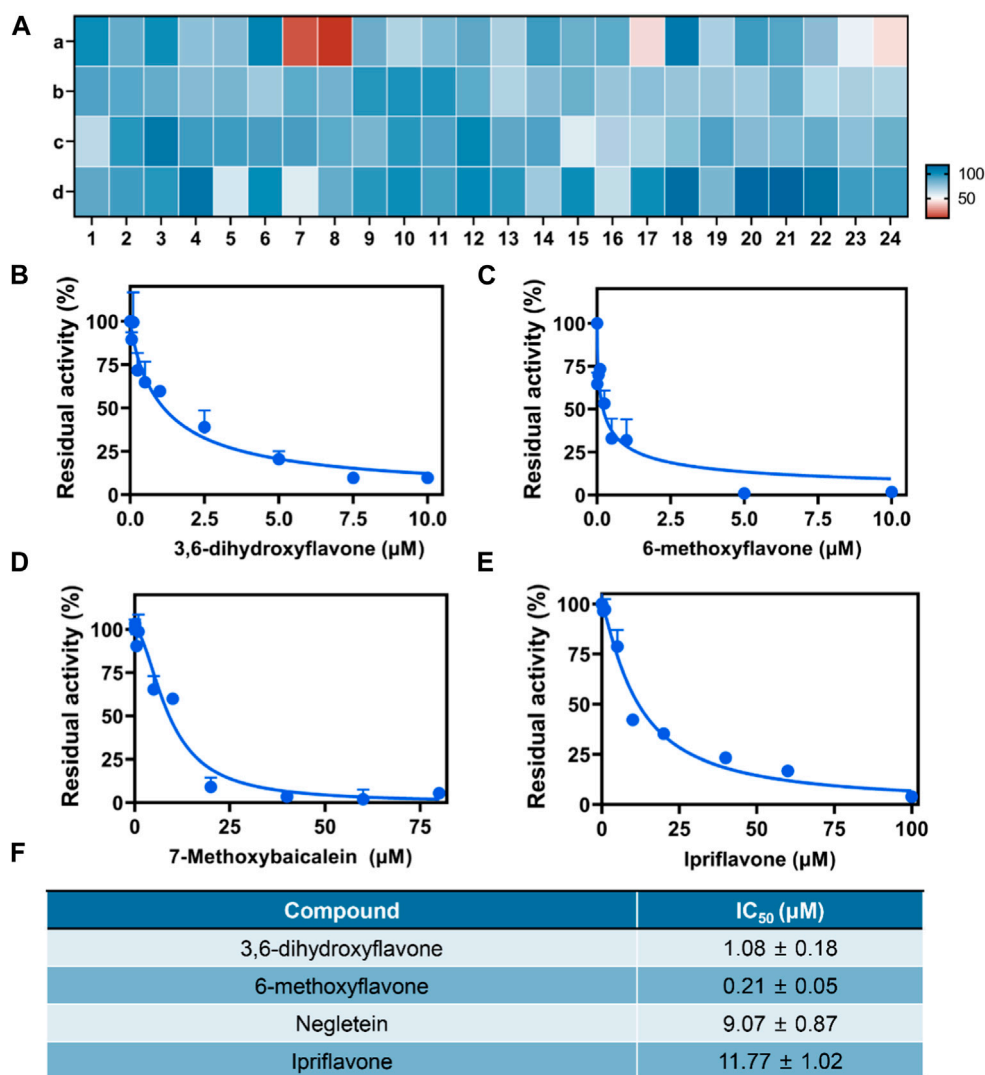 A
a
b
c
d
1 2 3 4 5 6 7 8 9 10 11 12 13 14 15 16 17 18 19 20 21 22 23 24
100
50
B
Residual activity (%)
100
75
50
25
0
0.0 2.5 5.0 7.5 10.0
3,6-dihydroxyflavone (μM)
C
Residual activity (%)
100
75
50
25
0
0.0 2.5 5.0 7.5 10.0
6-methoxyflavone (μM)
D
Residual activity (%)
100
75
50
25
0
0 25 50 75
7-Methoxybaicalein (μM)
E
Residual activity (%)
100
75
50
25
0
0 25 50 75 100
Ipriflavone (μM)
F
Compound IC50 (μM)
3,6-dihydroxyflavone 1.08 ± 0.18
6-methoxyflavone 0.21 ± 0.05
Negletein 9.07 ± 0.87
Ipriflavone 11.77 ± 1.02